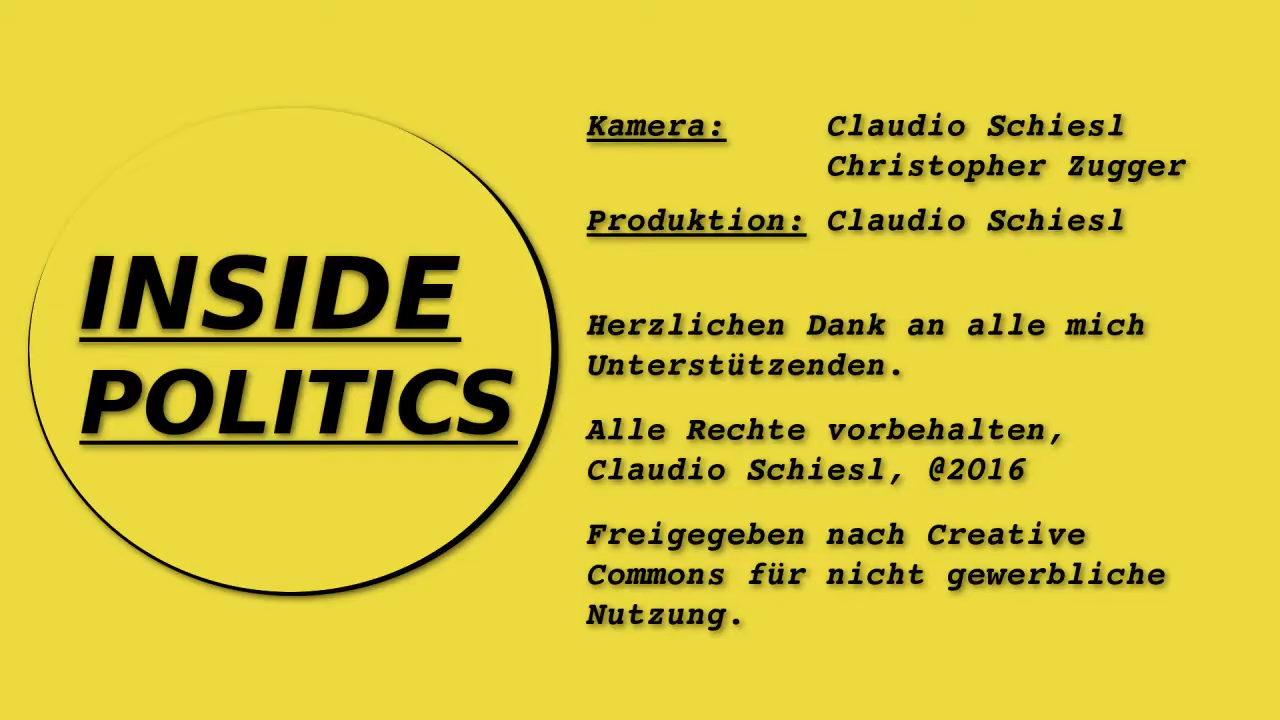 INSIDE
POLITICS
Kamera: Claudio Schiesl
Christopher Zugger
Produktion: Claudio Schiesl
Herzlichen Dank an alle mich
Unterstützenden.
Alle Rechte vorbehalten,
Claudio Schiesl, @2016
Freigegeben nach Creative
Commons für nicht gewerbliche
Nutzung.